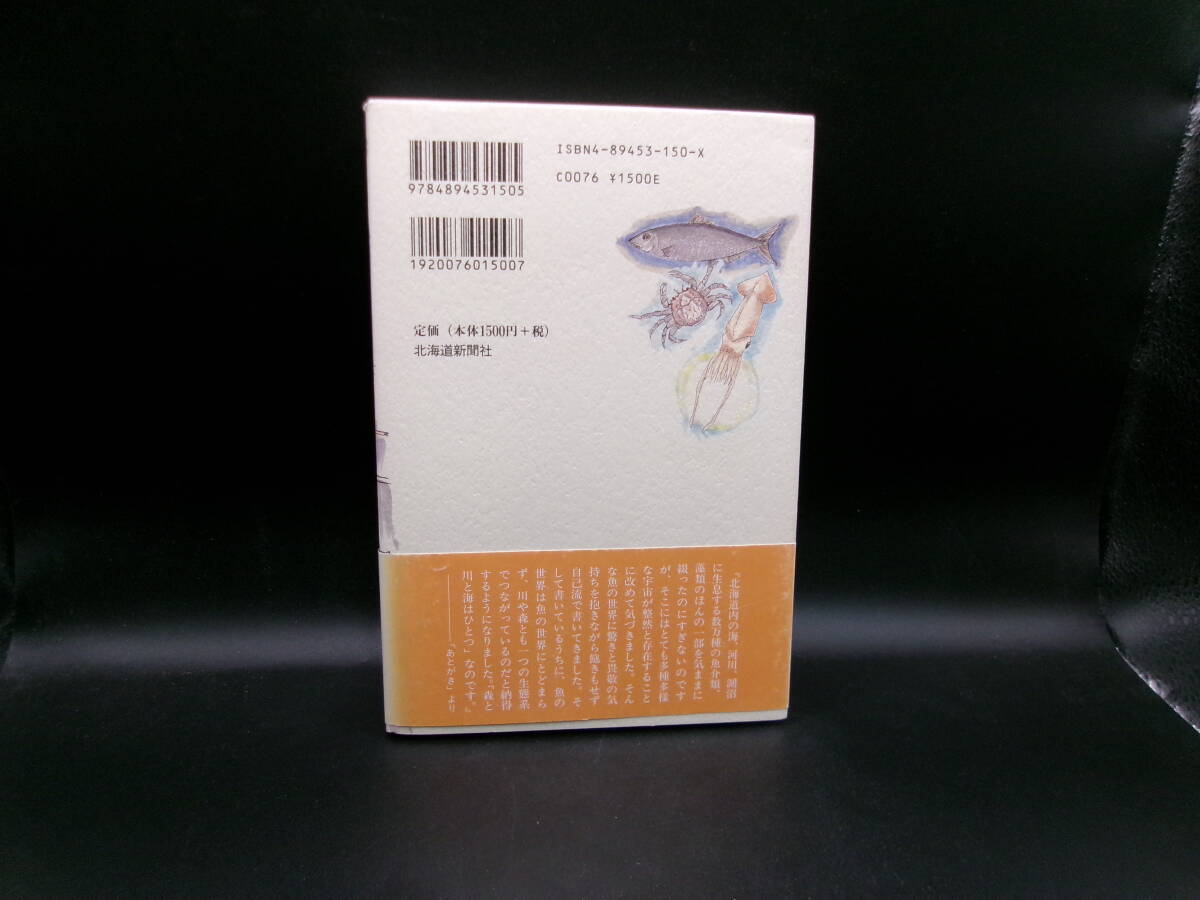 ISBN4-89453-150-X
C0076 ¥1500E
9784894531505
1920076015007
定価(本体1500円+税)
北海道新聞社
『北海道内の海、河川、湖沼
に生息する数万種の魚介類、
藻類のほんの一部を気ままに
綴ったのにすぎないのです
が、そこにはとても多種多様
な宇宙が整然と存在すること
に改めて気づきました。そん
な魚の世界に驚きと畏敬の気
持ちを抱きながら飽きもせず
自己流で書いてきました。そ
して書いているうちに、魚の
世界は魚の世界にとどまら
ず、川や森とも一つの生態系
でつながっているのだと納得
するようになりました。「森と
川と海はひとつ」なのです。』
――「あとがき」より